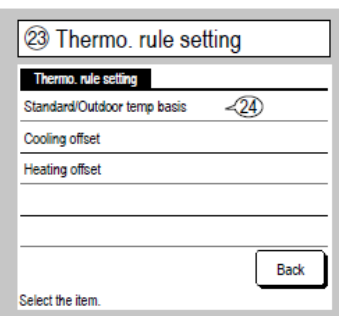 ㉓ Thermo. rule setting
Thermo. rule setting
Standard/Outdoor temp basis ㉔
Cooling offset
Heating offset
Back
Select the item.